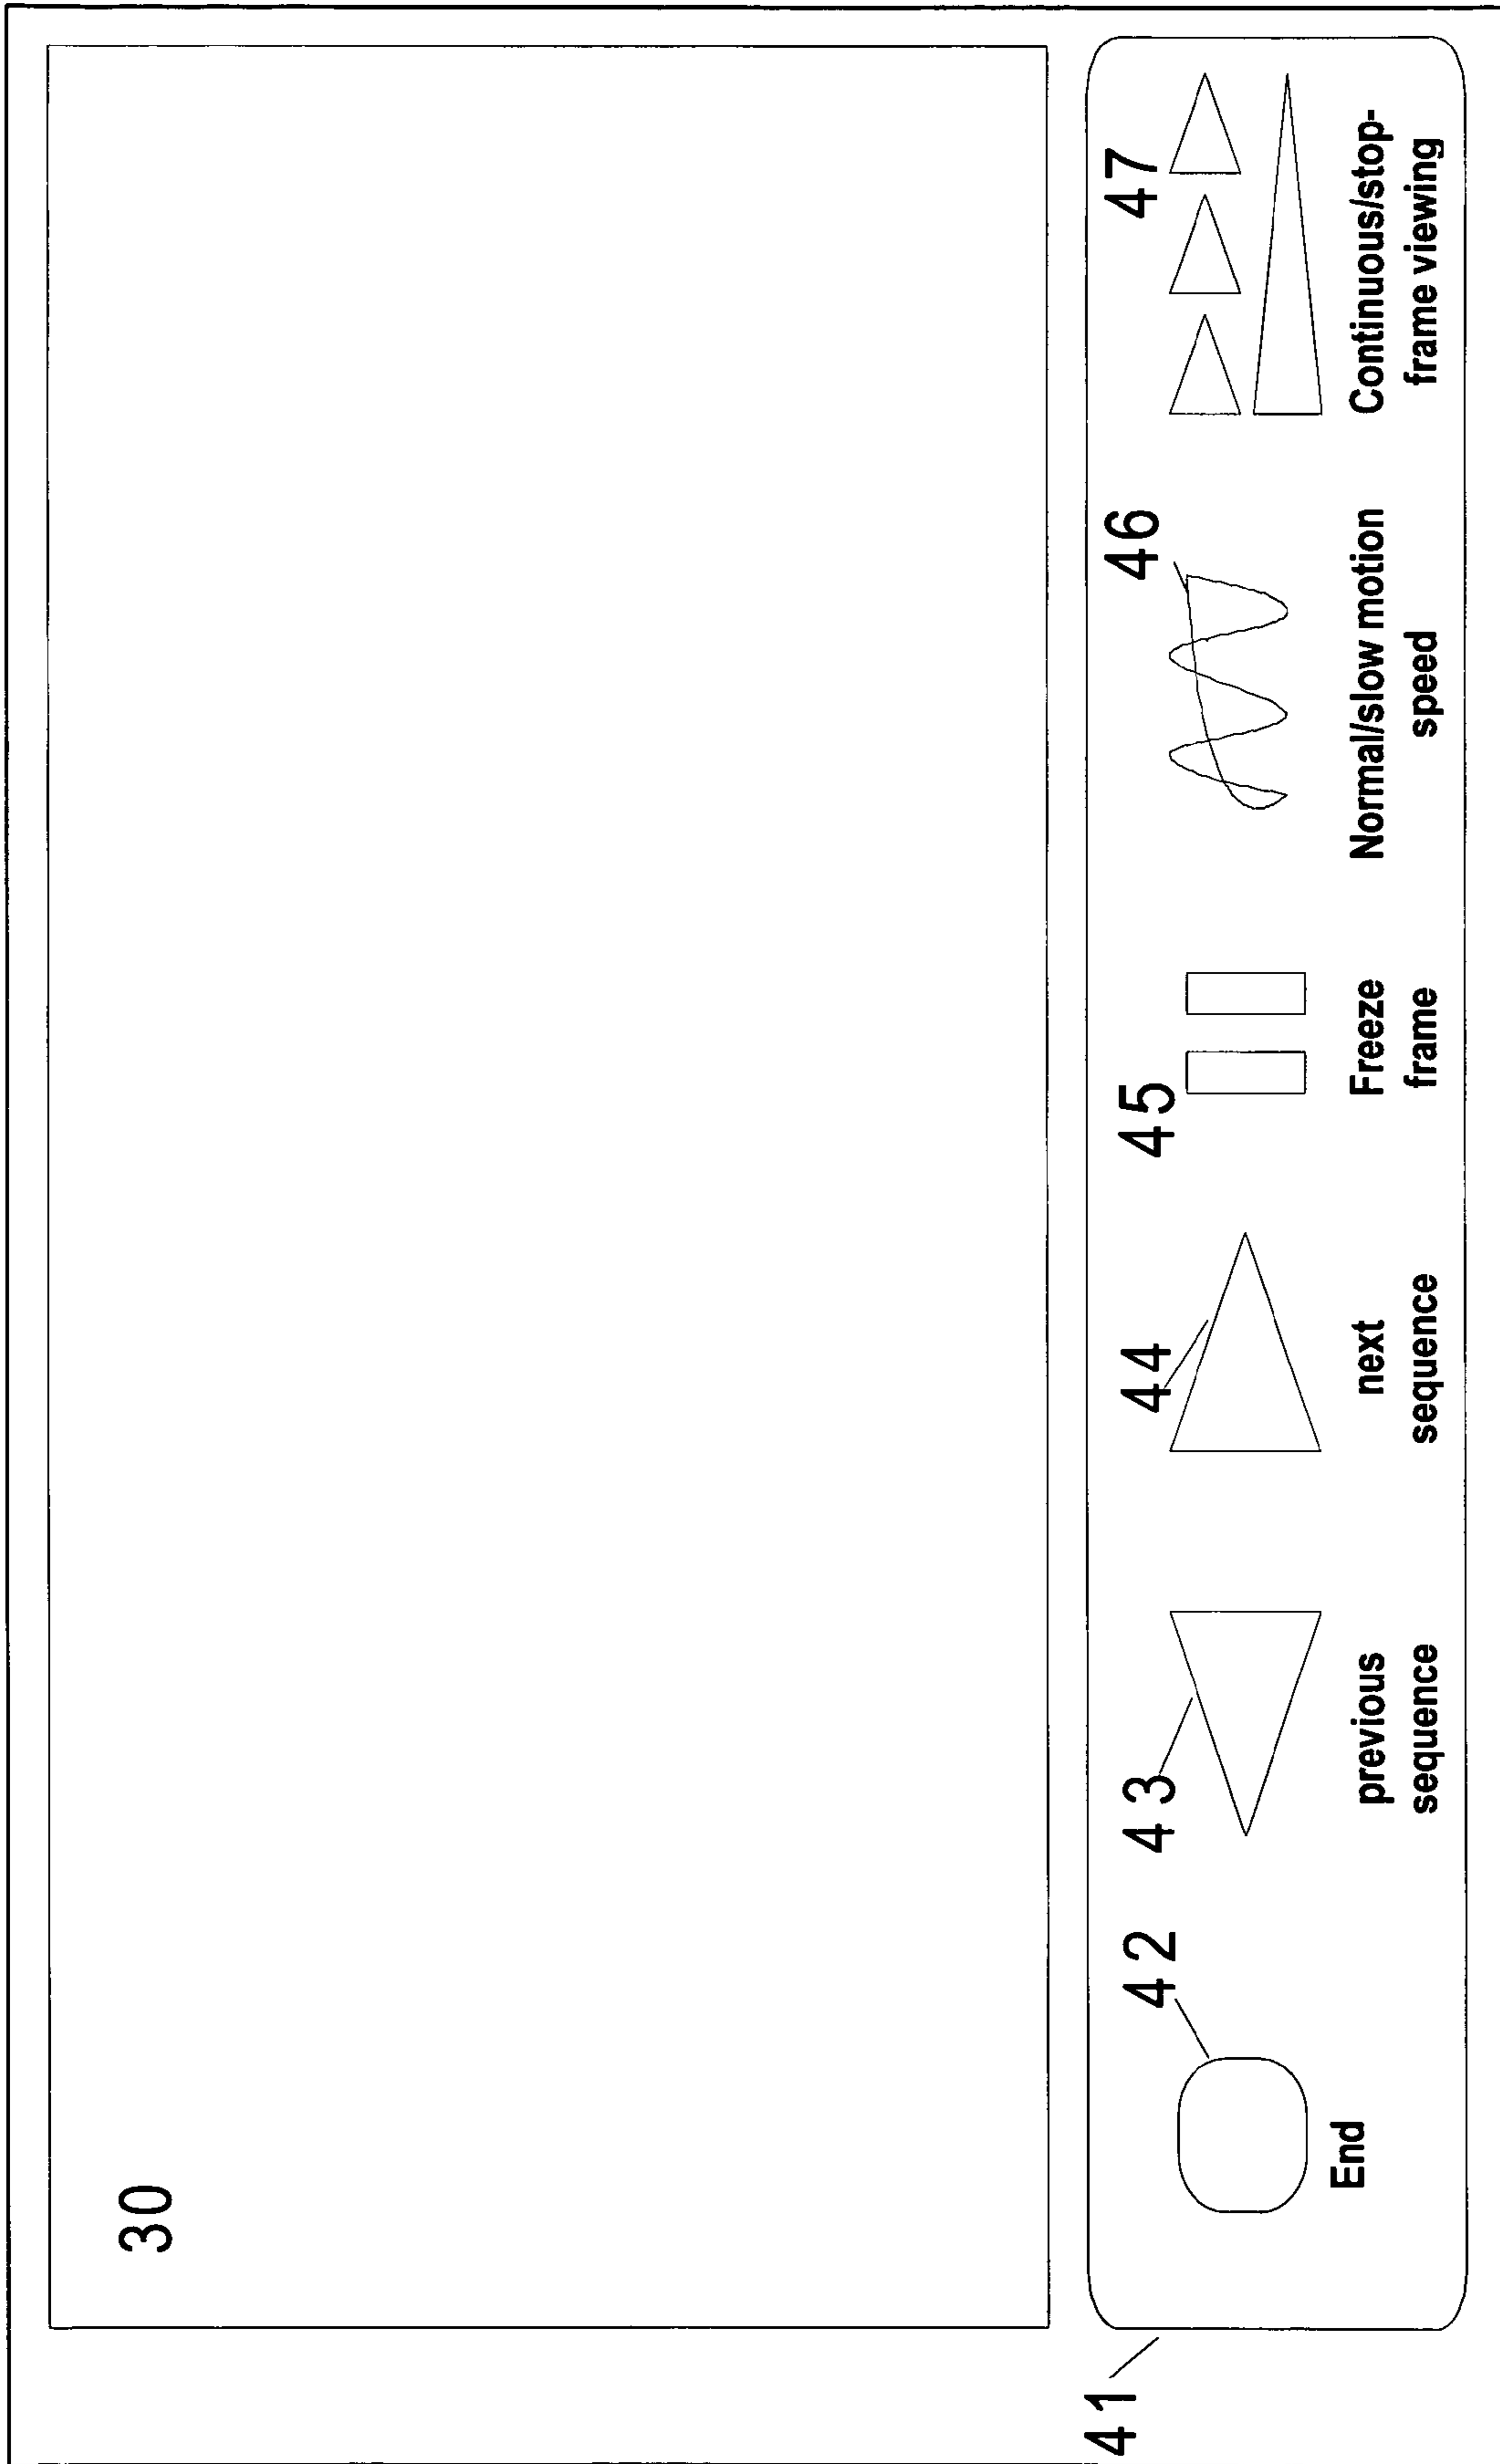 30
41
42
43
44
45
46
47
End
previous
sequence
next
sequence
Freeze
frame
Normal/slow motion
speed
Continuous/stop-
frame viewing